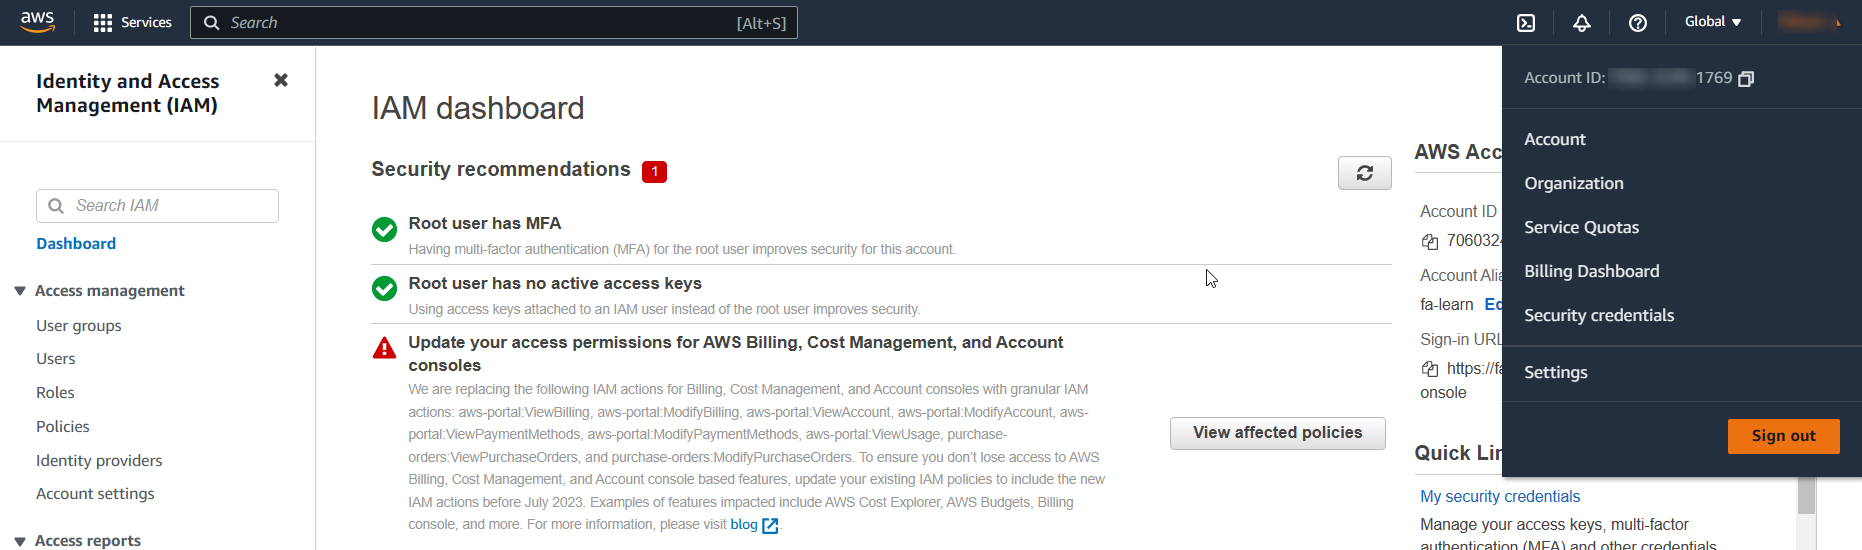 aws
Services
Search
[Alt+S]
Global
Identity and Access
Management (IAM)
Search IAM
Dashboard
Access management
User groups
Users
Roles
Policies
Identity providers
Account settings
Access reports
IAM dashboard
Security recommendations 1
Root user has MFA
Having multi-factor authentication (MFA) for the root user improves security for this account.
Root user has no active access keys
Using access keys attached to an IAM user instead of the root user improves security.
Update your access permissions for AWS Billing, Cost Management, and Account
consoles
We are replacing the following IAM actions for Billing, Cost Management, and Account consoles with granular IAM
actions: aws-portal:ViewBilling, aws-portal:ModifyBilling, aws-portal:ViewAccount, aws-portal:ModifyAccount, aws-
portal:ViewPaymentMethods, aws-portal:ModifyPaymentMethods, aws-portal:ViewUsage, purchase-
orders:ViewPurchaseOrders, and purchase-orders:ModifyPurchaseOrders. To ensure you don't lose access to AWS
Billing, Cost Management, and Account console based features, update your existing IAM policies to include the new
IAM actions before July 2023. Examples of features impacted include AWS Cost Explorer, AWS Budgets, Billing
console, and more. For more information, please visit blog.
View affected policies
AWS Acc
Account ID
7060324
Account Alia
fa-learn Ed
Sign-in URL
https://fa
onsole
Quick Lin
My security credentials
Manage your access keys, multi-factor
authentication (MFA) and other credentials
Account ID: 1769
Account
Organization
Service Quotas
Billing Dashboard
Security credentials
Settings
Sign out